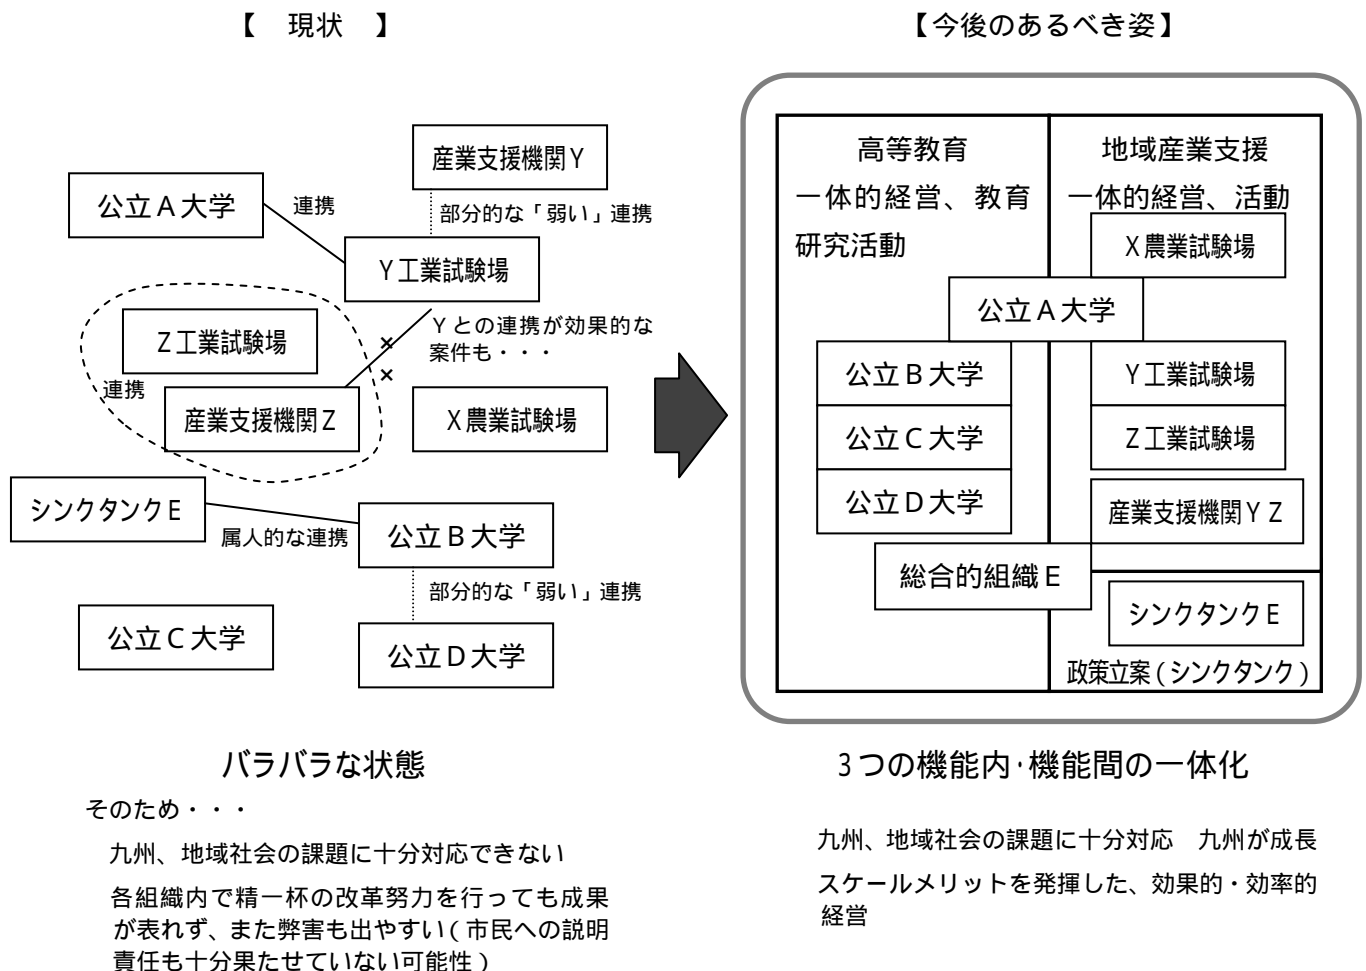 【　現状　】
産業支援機関Y
公立A大学
連携
部分的な「弱い」連携
Y工業試験場
Z工業試験場
Yとの連携が効果的な
案件も・・・
×
×
連携
産業支援機関Z
X農業試験場
シンクタンクE
属人的な連携
公立B大学
部分的な「弱い」連携
公立C大学
公立D大学
バラバラな状態
そのため・・・
九州、地域社会の課題に十分対応できない
各組織内で精一杯の改革努力を行っても成果
が表れず、また弊害も出やすい(市民への説明
責任も十分果たせていない可能性)
【今後のあるべき姿】
高等教育
一体的経営、教育
研究活動
地域産業支援
一体的経営、活動
X農業試験場
公立A大学
公立B大学
Y工業試験場
公立C大学
Z工業試験場
公立D大学
産業支援機関YZ
総合的組織E
シンクタンクE
政策立案(シンクタンク)
3つの機能内・機能間の一体化
九州、地域社会の課題に十分対応　九州が成長
スケールメリットを発揮した、効果的・効率的
経営